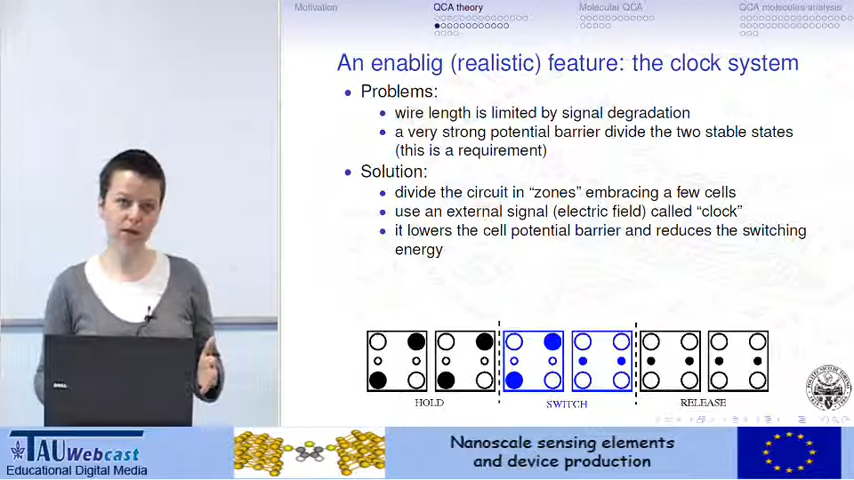 Motivation
QCA theory
Molecular QCA
QCA molecules analysis
An enablig (realistic) feature: the clock system
Problems:
wire length is limited by signal degradation
a very strong potential barrier divide the two stable states
(this is a requirement)
Solution:
divide the circuit in “zones” embracing a few cells
use an external signal (electric field) called “clock”
it lowers the cell potential barrier and reduces the switching
energy
HOLD
SWITCH
RELEASE
DELL
TAU Webcast
Educational Digital Media
Nanoscale sensing elements
and device production